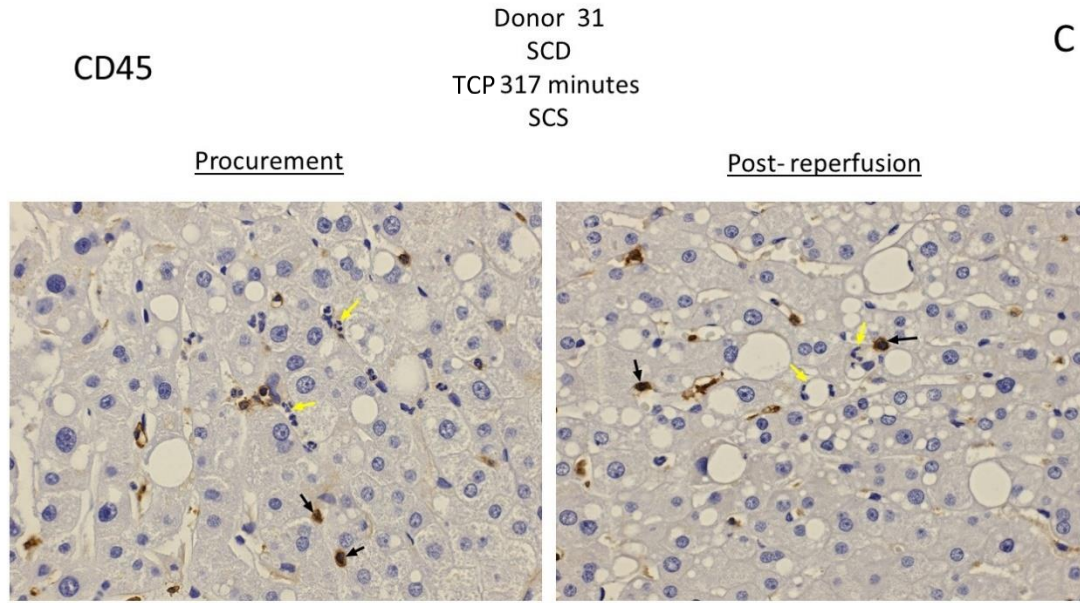 Donor 31
SCD
TCP 317 minutes
SCS
CD45
C
Procurement
Post- reperfusion